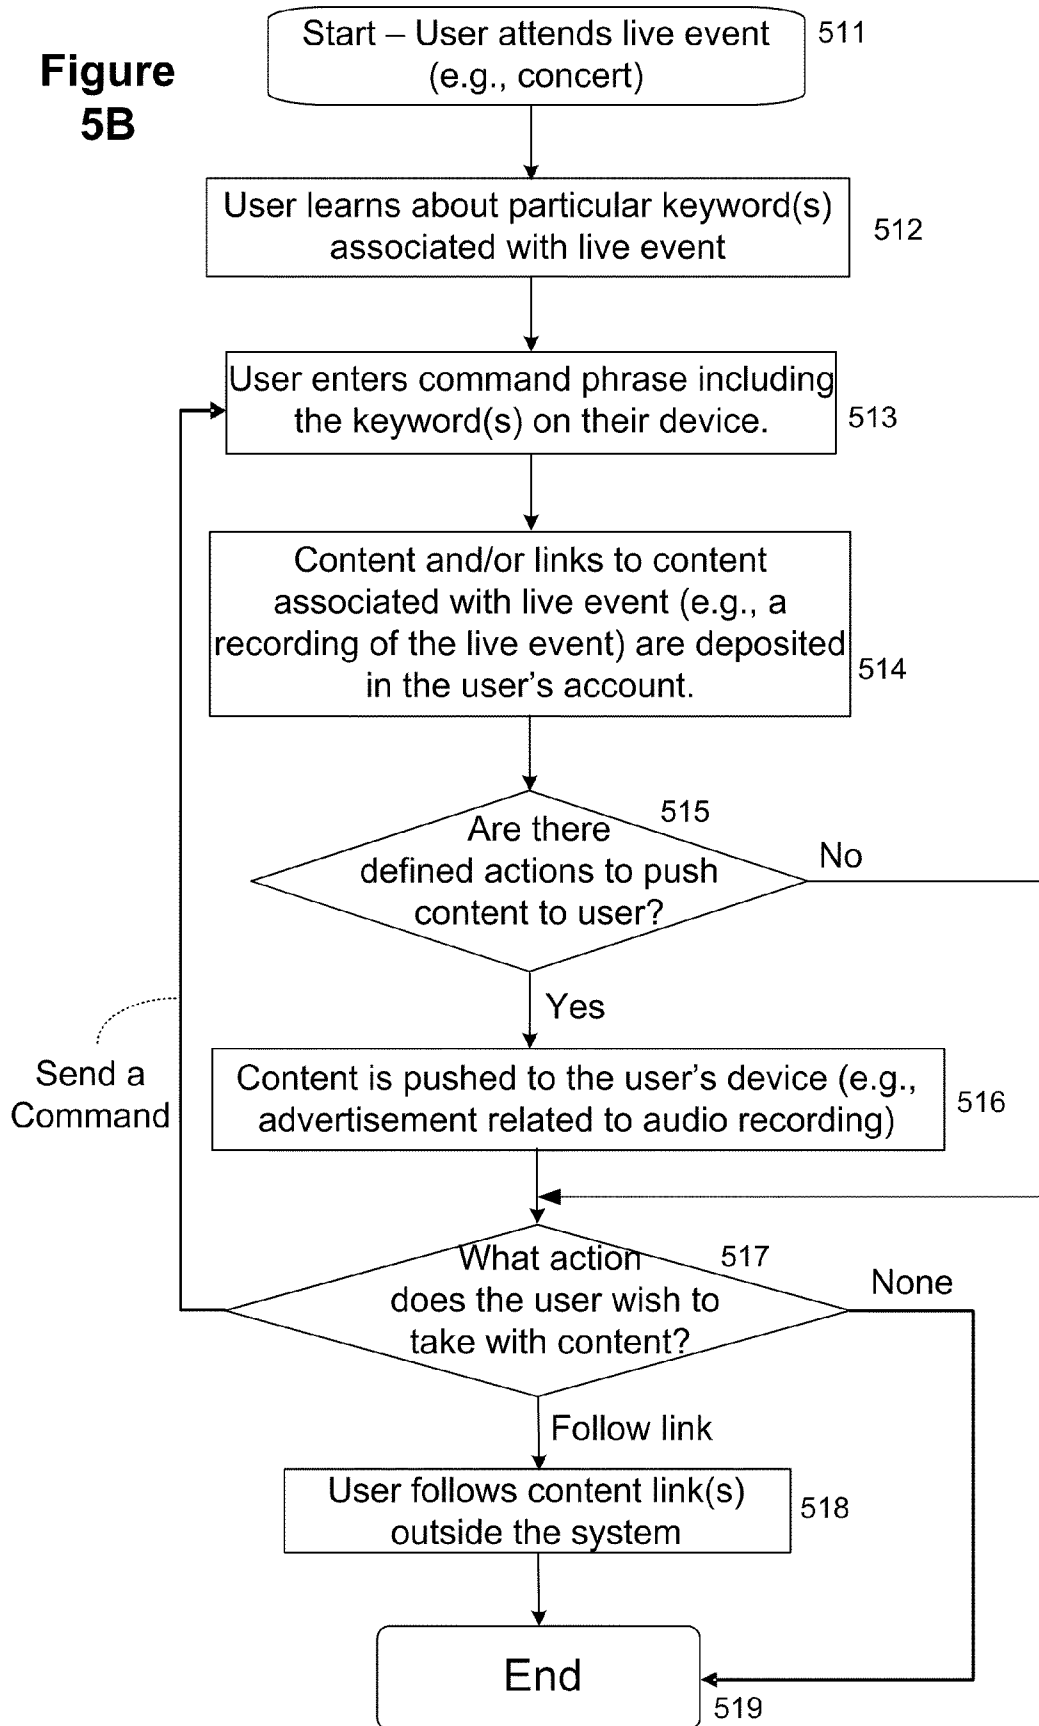 Figure
5B
Start – User attends live event
(e.g., concert)
511
User learns about particular keyword(s)
associated with live event
512
User enters command phrase including
the keyword(s) on their device.
513
Content and/or links to content
associated with live event (e.g., a
recording of the live event) are deposited
in the user's account.
514
515
Are there
defined actions to push
content to user?
No
Yes
Send a
Command
Content is pushed to the user's device (e.g.,
advertisement related to audio recording)
516
517
What action
does the user wish to
take with content?
None
Follow link
User follows content link(s)
outside the system
518
End
519